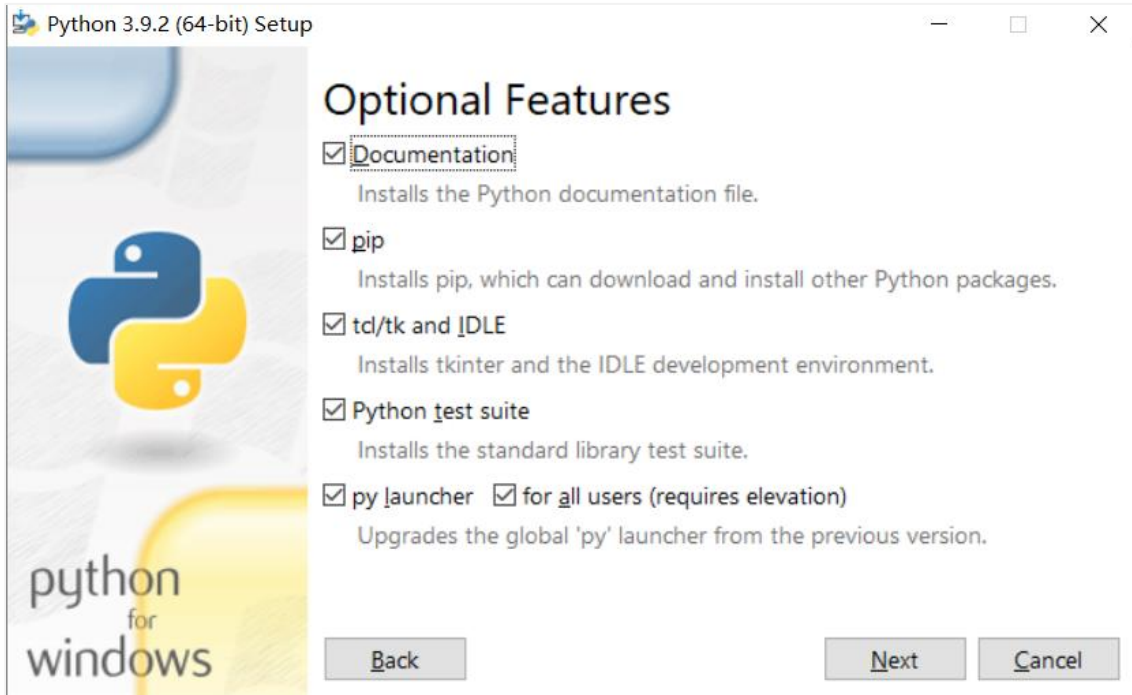 Python 3.9.2 (64-bit) Setup
Optional Features
Documentation
Installs the Python documentation file.
pip
Installs pip, which can download and install other Python packages.
tcl/tk and IDLE
Installs tkinter and the IDLE development environment.
Python test suite
Installs the standard library test suite.
py launcher for all users (requires elevation)
Upgrades the global 'py' launcher from the previous version.
python
for
windows
Back Next Cancel